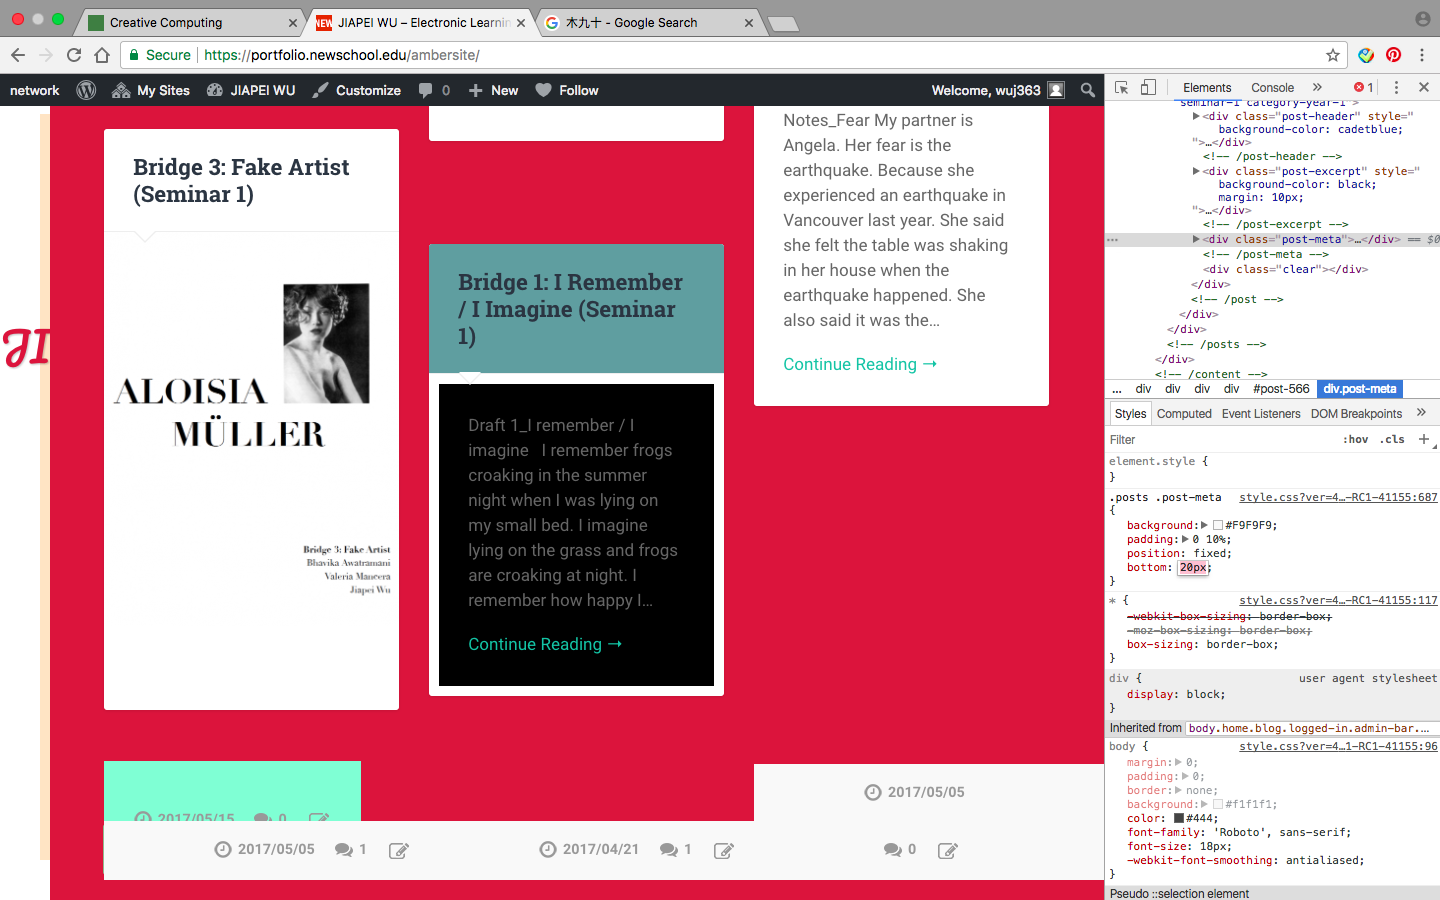 Creative Computing
NEW JIAPEI WU – Electronic Learnin
木九十 - Google Search
Secure https://portfolio.newschool.edu/ambersite/
network My Sites JIAPEI WU Customize 0 New Follow Welcome, wuj363
JI
Bridge 3: Fake Artist
(Seminar 1)
ALOISIA
MÜLLER
Bridge 3: Fake Artist
Bhavika Awatramani
Valeria Mancera
Jiapei Wu
Bridge 1: I Remember
/ I Imagine (Seminar
1)
Draft 1_I remember / I
imagine I remember frogs
croaking in the summer
night when I was lying on
my small bed. I imagine
lying on the grass and frogs
are croaking at night. I
remember how happy I…
Continue Reading →
Notes_Fear My partner is
Angela. Her fear is the
earthquake. Because she
experienced an earthquake in
Vancouver last year. She said
she felt the table was shaking
in her house when the
earthquake happened. She
also said it was the…
Continue Reading →
2017/05/15 0
2017/05/05 1
2017/04/21 1
2017/05/05
0
Elements Console » 1
seminar-1 category-year-1">
▶<div class="post-header" style="
background-color: cadetblue;
">…</div>
<!-- /post-header -->
▶<div class="post-excerpt" style="
background-color: black;
margin: 10px;
">…</div>
<!-- /post-excerpt -->
… ▶<div class="post-meta">…</div> == $0
<!-- /post-meta -->
<div class="clear"></div>
</div>
<!-- /post -->
</div>
</div>
<!-- /posts -->
</div>
<!-- /content -->
... div div div div #post-566 div.post-meta
Styles Computed Event Listeners DOM Breakpoints »
Filter :hov .cls +
element.style {
}
.posts .post-meta style.css?ver=4…-RC1-41155:687
{
background:▶ #F9F9F9;
padding:▶ 0 10%;
position: fixed;
bottom: 20px;
}
* { style.css?ver=4…-RC1-41155:117
-webkit-box-sizing: border-box;
-moz-box-sizing: border-box;
box-sizing: border-box;
}
div { user agent stylesheet
display: block;
}
Inherited from body.home.blog.logged-in.admin-bar.…
body { style.css?ver=4…1-RC1-41155:96
margin:▶ 0;
padding:▶ 0;
border:▶ none;
background:▶ #f1f1f1;
color: #444;
font-family: 'Roboto', sans-serif;
font-size: 18px;
-webkit-font-smoothing: antialiased;
}
Pseudo ::selection element